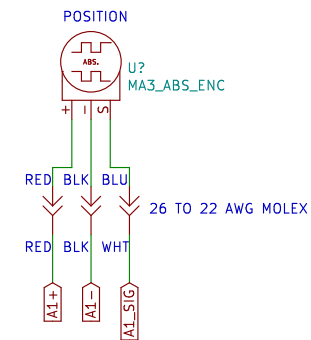 POSITION
ABS.
U?
MA3_ABS_ENC
+ − S
RED BLK BLU
26 TO 22 AWG MOLEX
RED BLK WHT
A1+
A1−
A1_SIG